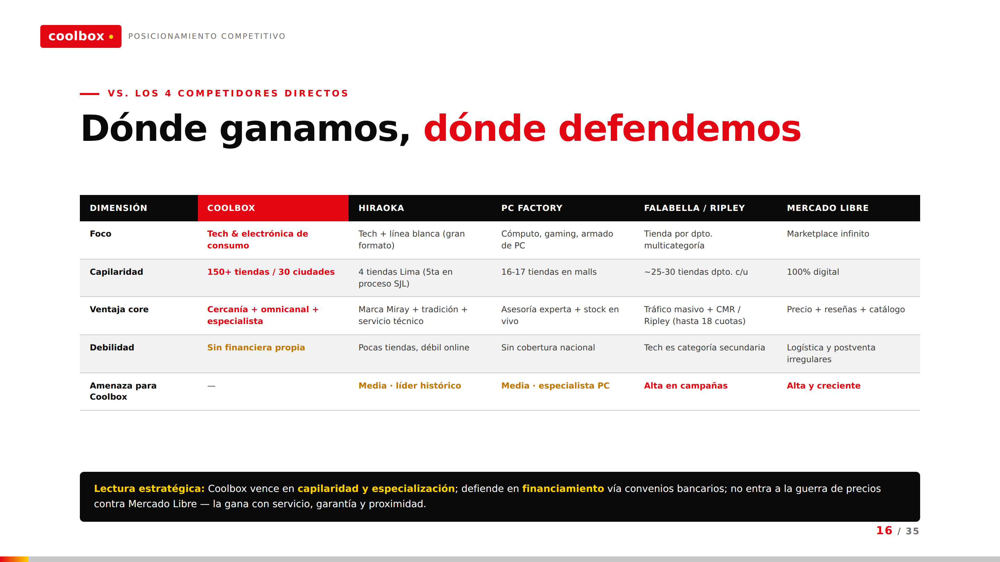 coolbox
POSICIONAMIENTO COMPETITIVO
VS. LOS 4 COMPETIDORES DIRECTOS
Dónde ganamos, dónde defendemos
DIMENSIÓN COOLBOX HIRAOKA PC FACTORY FALABELLA / RIPLEY MERCADO LIBRE
Foco
Tech & electrónica de
consumo
Tech + línea blanca (gran
formato)
Cómputo, gaming, armado
de PC
Tienda por dpto.
multicategoría
Marketplace infinito
Capilaridad
150+ tiendas / 30 ciudades
4 tiendas Lima (5ta en
proceso SJL)
16-17 tiendas en malls
~25-30 tiendas dpto. c/u
100% digital
Ventaja core
Cercanía + omnicanal +
especialista
Marca Miray + tradición +
servicio técnico
Asesoría experta + stock en
vivo
Tráfico masivo + CMR /
Ripley (hasta 18 cuotas)
Precio + reseñas + catálogo
Debilidad
Sin financiera propia
Pocas tiendas, débil online
Sin cobertura nacional
Tech es categoría secundaria
Logística y postventa
irregulares
Amenaza para
Coolbox
—
Media · líder histórico
Media · especialista PC
Alta en campañas
Alta y creciente
Lectura estratégica: Coolbox vence en capilaridad y especialización; defiende en financiamiento vía convenios bancarios; no entra a la guerra de precios
contra Mercado Libre — la gana con servicio, garantía y proximidad.
16 / 35